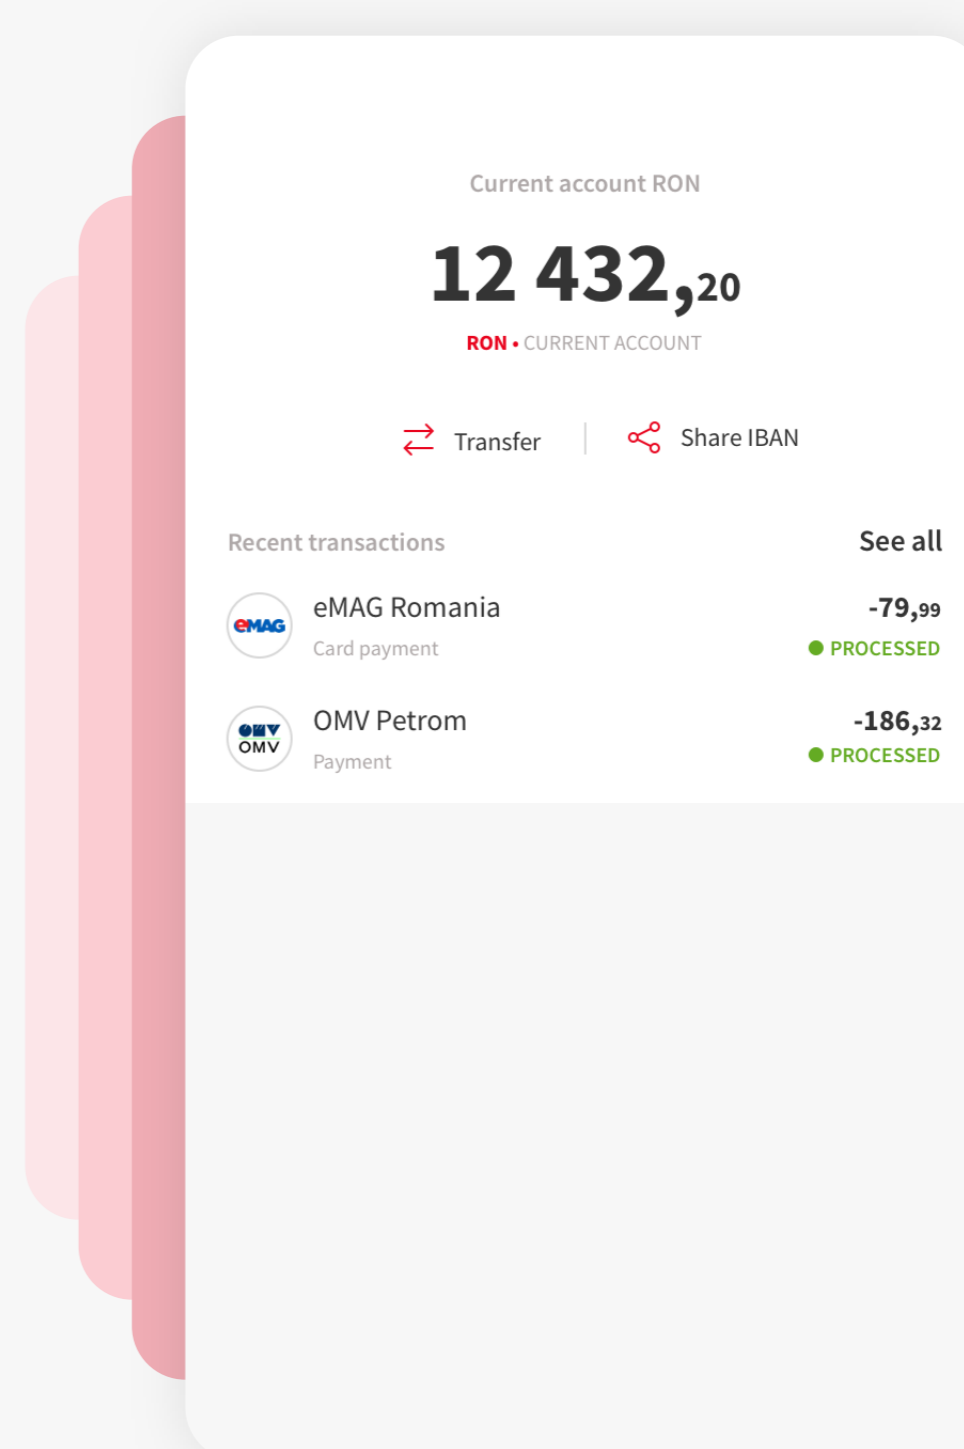 Current account RON
12 432,20
RON • CURRENT ACCOUNT
Transfer
Share IBAN
Recent transactions
See all
eMAG
eMAG Romania
-79,99
Card payment
PROCESSED
OMV
OMV
OMV Petrom
-186,32
Payment
PROCESSED